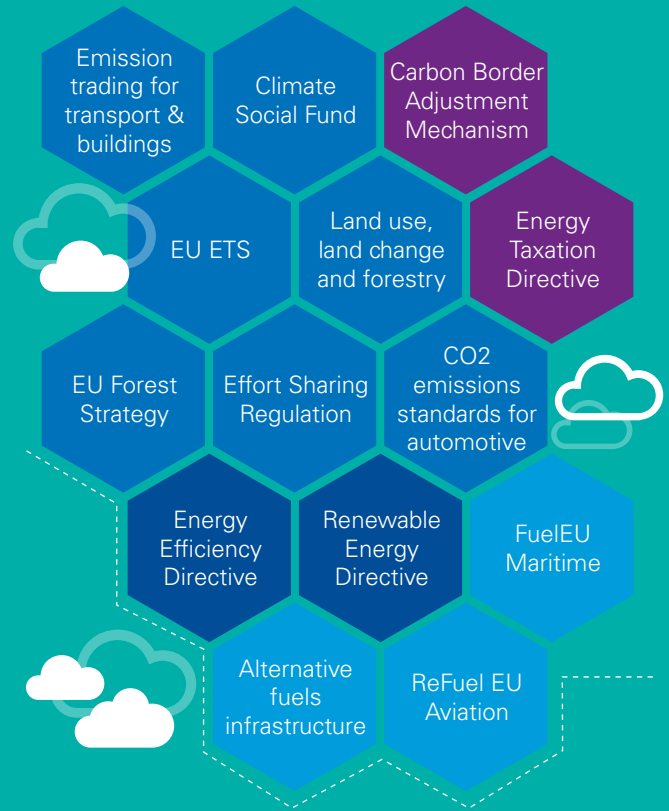 Emission
trading for
transport &
buildings
Climate
Social Fund
Carbon Border
Adjustment
Mechanism
EU ETS
Land use,
land change
and forestry
Energy
Taxation
Directive
EU Forest
Strategy
Effort Sharing
Regulation
CO2
emissions
standards for
automotive
Energy
Efficiency
Directive
Renewable
Energy
Directive
FuelEU
Maritime
Alternative
fuels
infrastructure
ReFuel EU
Aviation